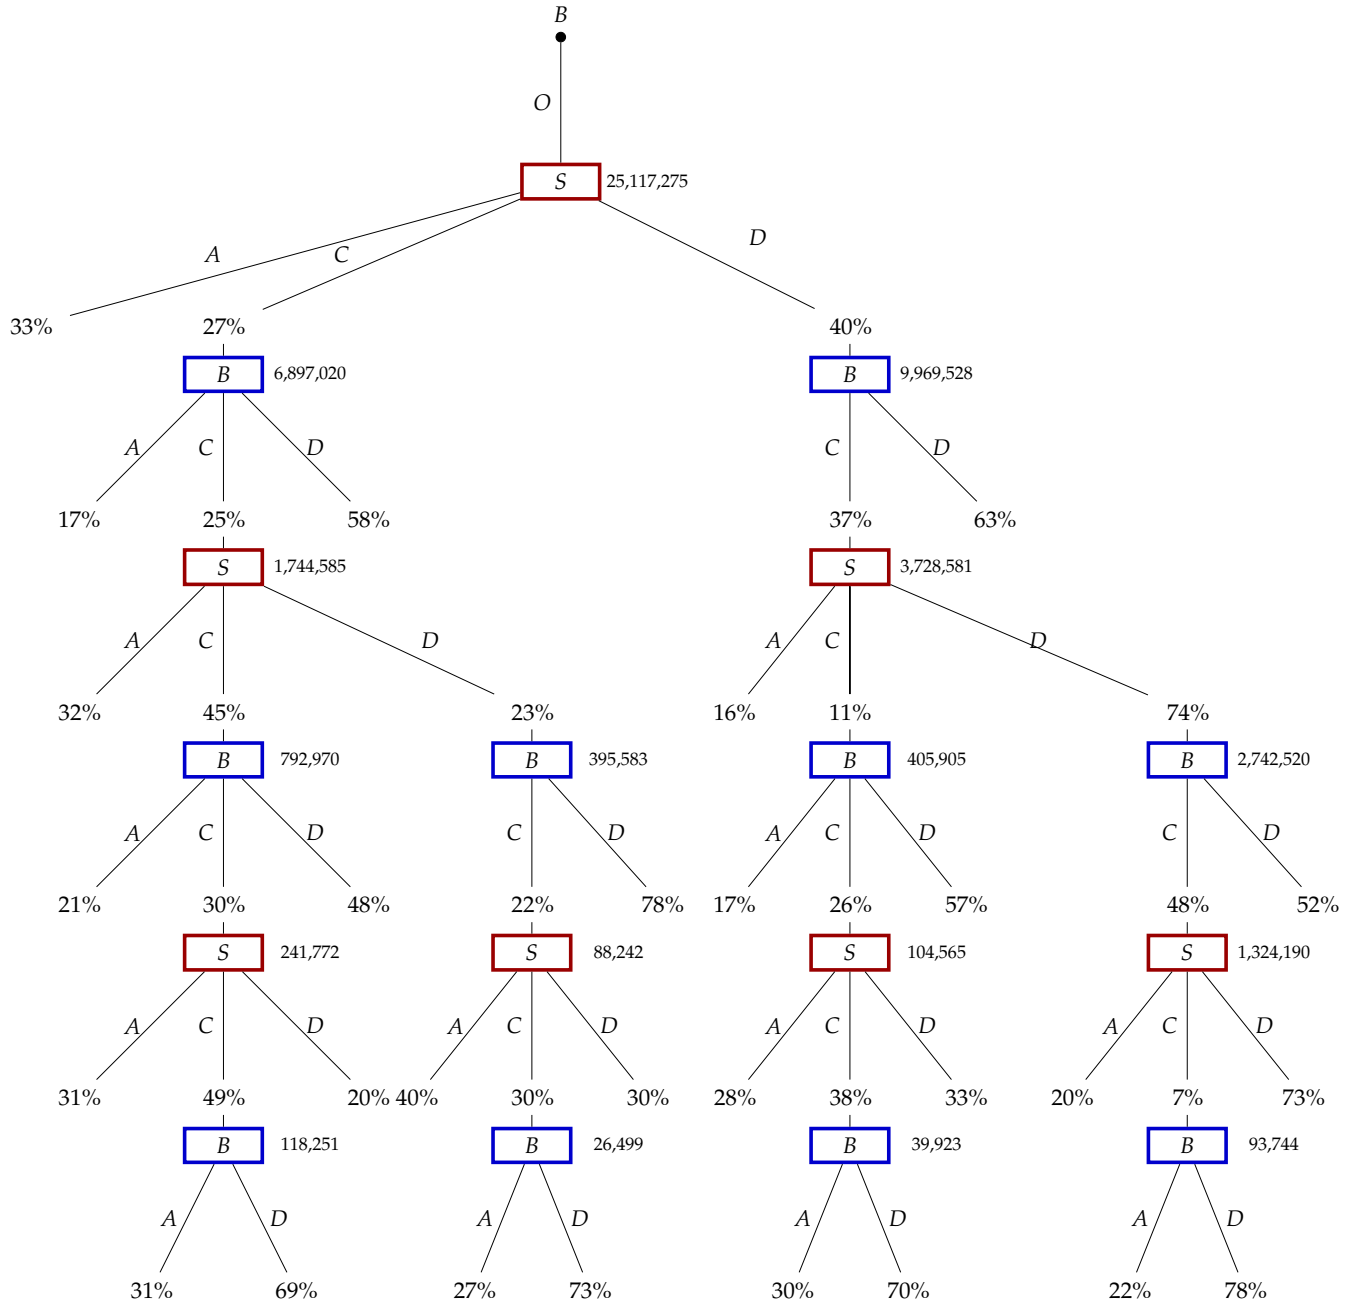 B
O
S 25,117,275
A C D
33% 27% 40%
B 6,897,020 B 9,969,528
A C D C D
17% 25% 58% 37% 63%
S 1,744,585 S 3,728,581
A C D A C D
32% 45% 23% 16% 11% 74%
B 792,970 B 395,583 B 405,905 B 2,742,520
A C D C D A C D C D
21% 30% 48% 22% 78% 17% 26% 57% 48% 52%
S 241,772 S 88,242 S 104,565 S 1,324,190
A C D A C D A C D A C D
31% 49% 20% 40% 30% 30% 28% 38% 33% 20% 7% 73%
B 118,251 B 26,499 B 39,923 B 93,744
A D A D A D A D
31% 69% 27% 73% 30% 70% 22% 78%